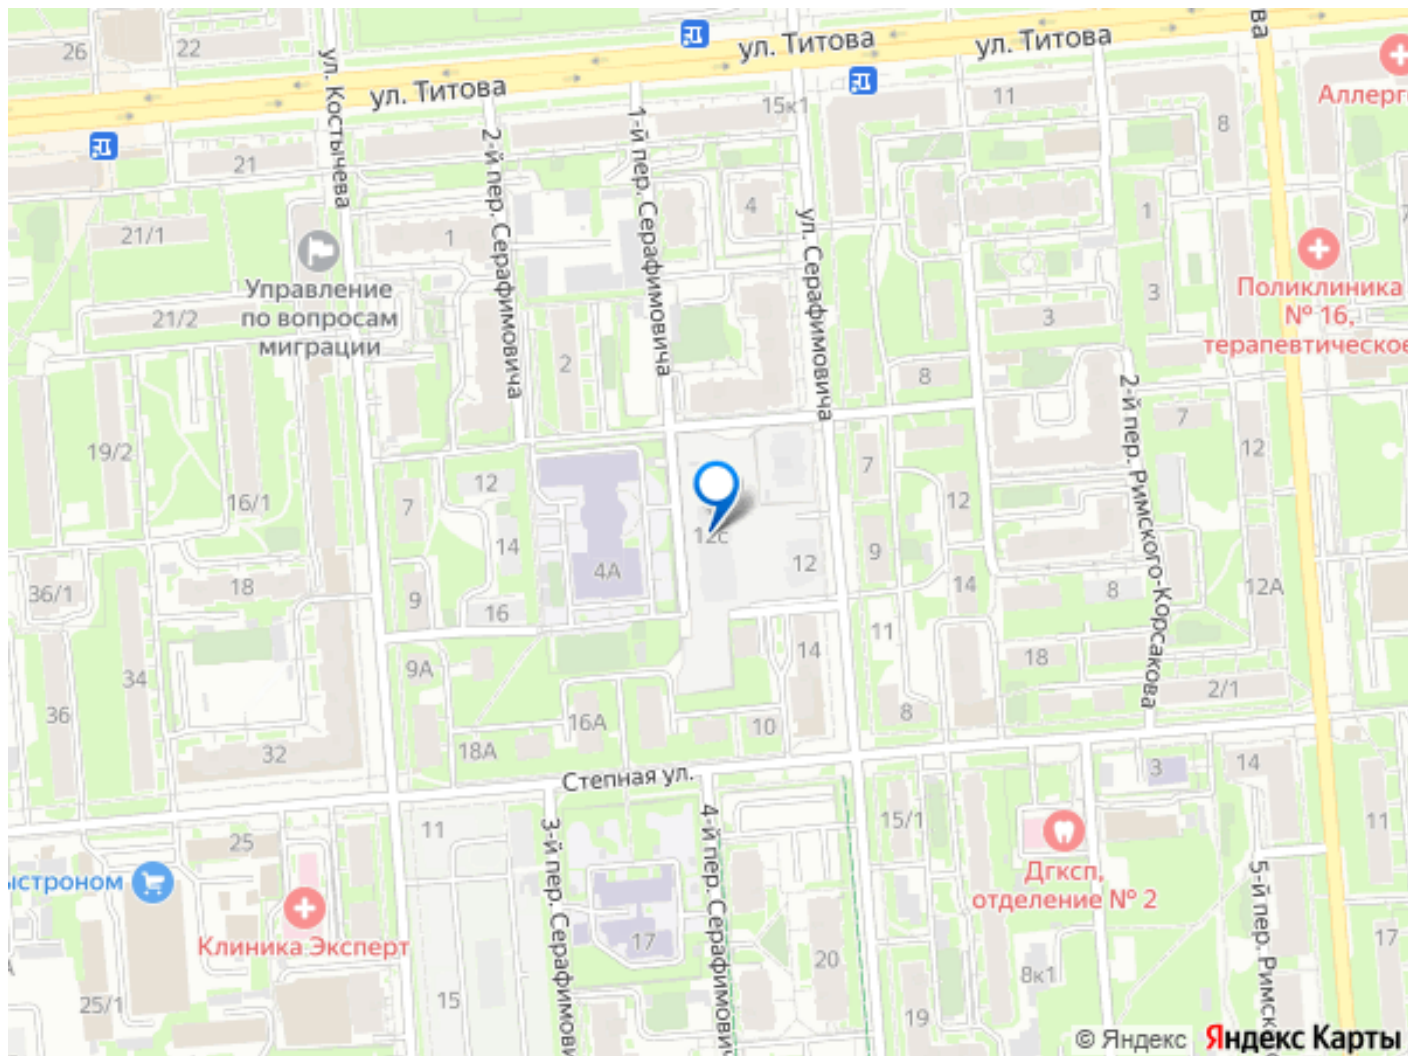 26
22
ул. Титова
ул. Титова
ул. Титова
ул. Костычева
2-й пер. Серафимовича
1-й пер. Серафимовича
ул. Серафимовича
15к1
11
8
Аллерг
21
21/1
1
4
1
Управление
по вопросам
миграции
21/2
2
3
3
Поликлиника
№ 16,
терапевтическое
8
7
12
2-й пер. Римского-Корсакова
19/2
16/1
7
12
14
7
12
12с
4А
12
9
14
8
12А
36/1
18
9
16
11
14
18
9А
34
36
16А
10
8
2/1
32
18А
Степная ул.
3
14
11
25
3-й пер. Серафимови
4-й пер. Серафимович
15/1
11
ыстроном
Дгксп,
отделение № 2
5-й пер. Римск
Клиника Эксперт
17
17
20
8к1
25/1
15
19
© Яндекс
Яндекс Карты